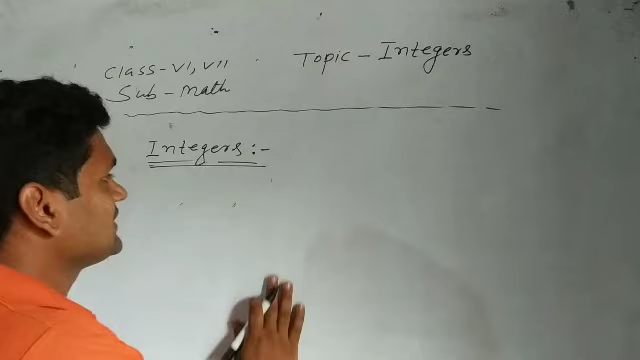 Class-VI, VII
Topic - Integers
Sub - Math
Integers :-